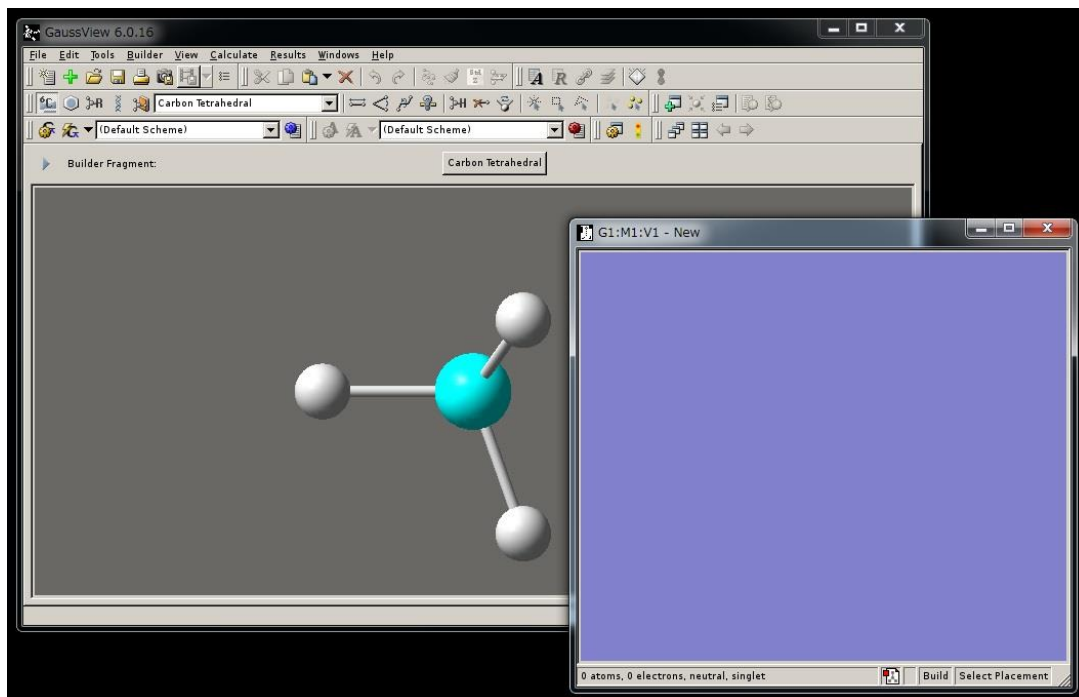 GaussView 6.0.16
File Edit Tools Builder View Calculate Results Windows Help
Carbon Tetrahedral
(Default Scheme) (Default Scheme)
Builder Fragment: Carbon Tetrahedral
G1:M1:V1 - New
0 atoms, 0 electrons, neutral, singlet Build Select Placement